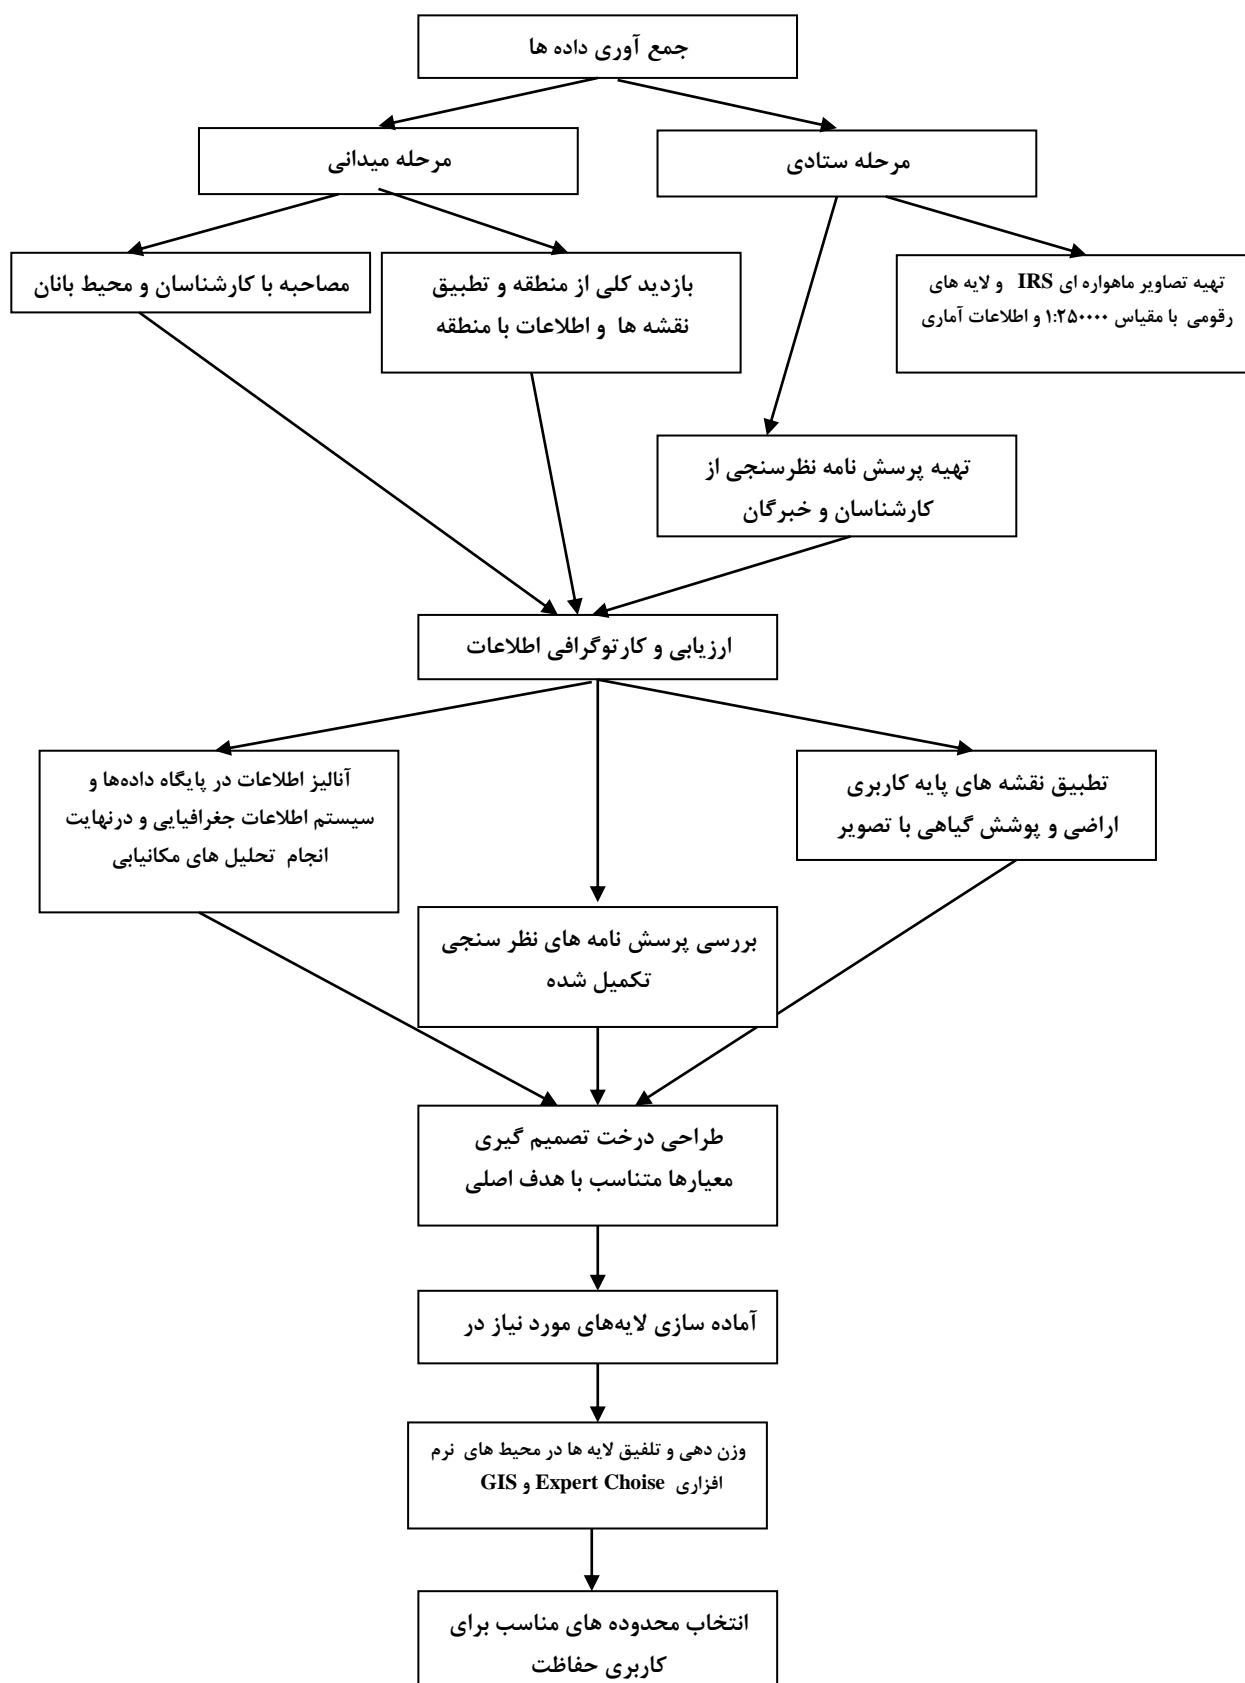 جمع آوری داده ها
مرحله ستادی
مرحله میدانی
تهیه تصاویر ماهواره ای IRS و لایه های
رقومی با مقیاس ۱:۲۵۰۰۰۰ و اطلاعات آماری
بازدید کلی از منطقه و تطبیق
نقشه ها و اطلاعات با منطقه
مصاحبه با کارشناسان و محیط بانان
تهیه پرسش نامه نظرسنجی از
کارشناسان و خبرگان
ارزیابی و کارتوگرافی اطلاعات
تطبیق نقشه های پایه کاربری
اراضی و پوشش گیاهی با تصویر
آنالیز اطلاعات در پایگاه داده‌ها و
سیستم اطلاعات جغرافیایی و درنهایت
انجام تحلیل های مکانیابی
بررسی پرسش نامه های نظر سنجی
تکمیل شده
طراحی درخت تصمیم گیری
معیارها متناسب با هدف اصلی
آماده سازی لایه‌های مورد نیاز در
وزن دهی و تلفیق لایه ها در محیط های نرم
افزاری Expert Choise و GIS
انتخاب محدوده های مناسب برای
کاربری حفاظت